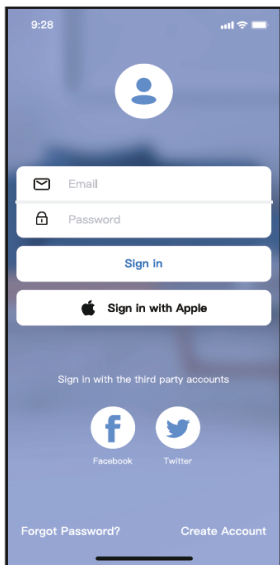 9:28
Email
Password
Sign in
Sign in with Apple
Sign in with the third party accounts
Facebook Twitter
Forgot Password? Create Account